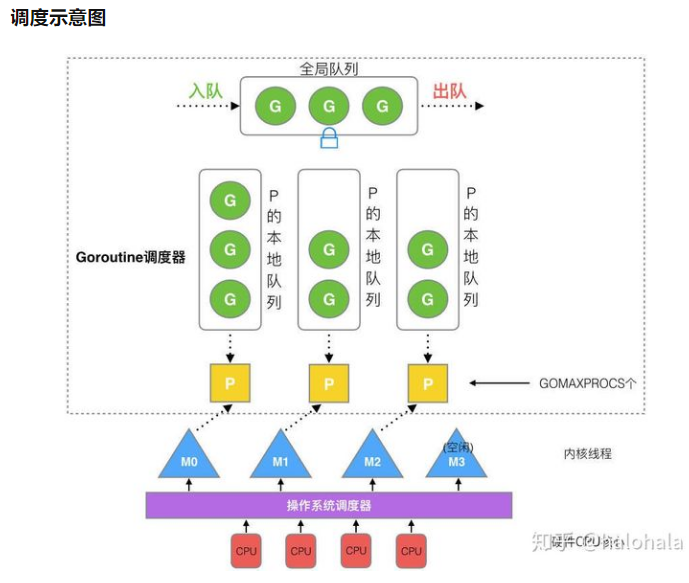 调度示意图
全局队列
入队
G
G
G
出队
Goroutine调度器
G
G
G
P的本地队列
G
G
P的本地队列
G
G
P的本地队列
P
P
P
GOMAXPROCS个
M0
M1
M2
(空闲)
M3
内核线程
操作系统调度器
CPU
CPU
CPU
CPU
硬件CPU核心
知乎